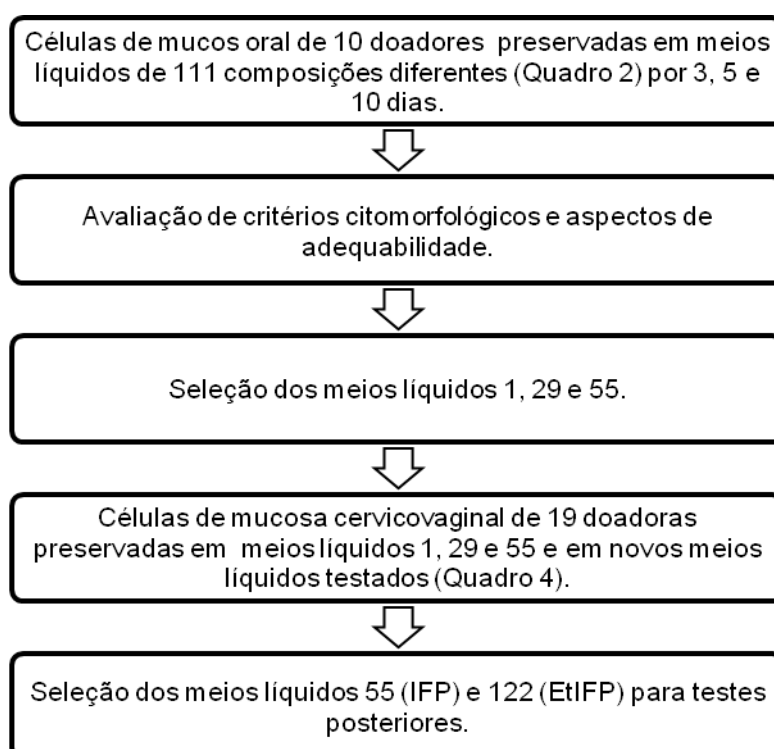 Células de mucos oral de 10 doadores preservadas em meios
líquidos de 111 composições diferentes (Quadro 2) por 3, 5 e
10 dias.
Avaliação de critérios citomorfológicos e aspectos de
adequabilidade.
Seleção dos meios líquidos 1, 29 e 55.
Células de mucosa cervicovaginal de 19 doadoras
preservadas em meios líquidos 1, 29 e 55 e em novos meios
líquidos testados (Quadro 4).
Seleção dos meios líquidos 55 (IFP) e 122 (EtIFP) para testes
posteriores.